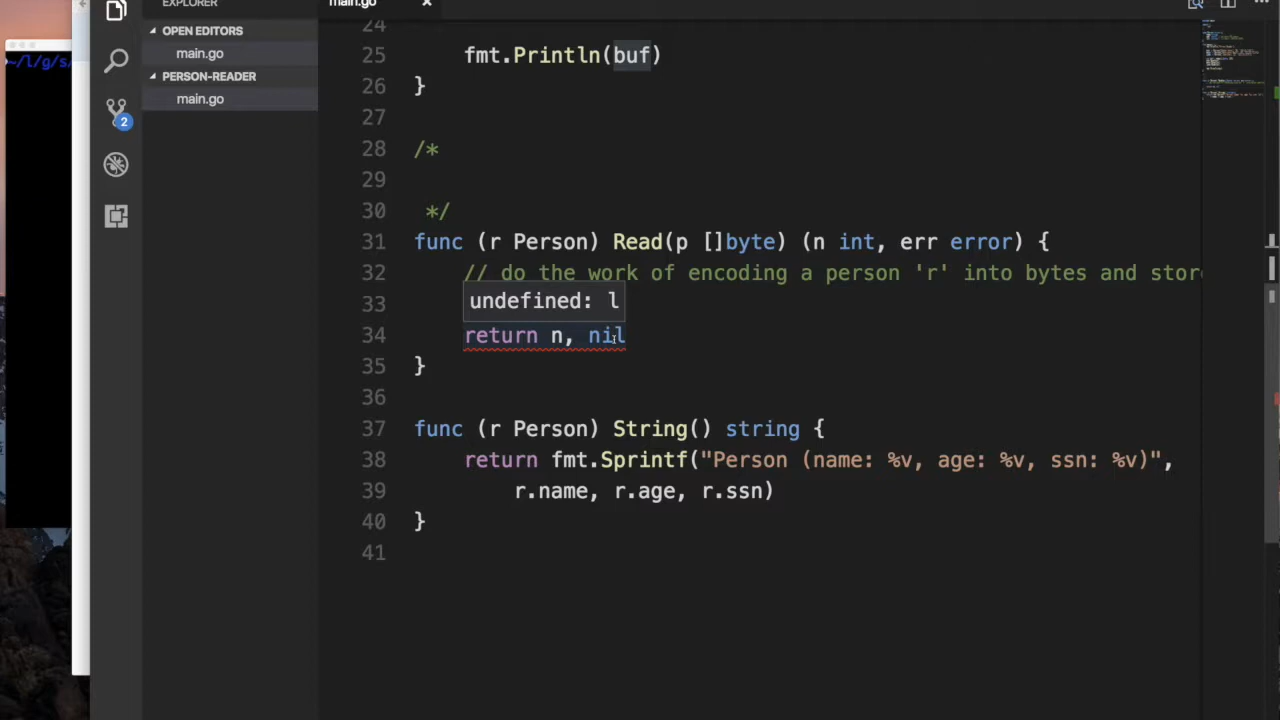 EXPLORER
main.go
OPEN EDITORS
main.go
PERSON-READER
main.go
2
~/l/g/s/
24
25 fmt.Println(buf)
26 }
27
28 /*
29
30 */
31 func (r Person) Read(p []byte) (n int, err error) {
32 // do the work of encoding a person 'r' into bytes and stor
33
undefined: l
34 return n, nil
35 }
36
37 func (r Person) String() string {
38 return fmt.Sprintf("Person (name: %v, age: %v, ssn: %v)",
39 r.name, r.age, r.ssn)
40 }
41